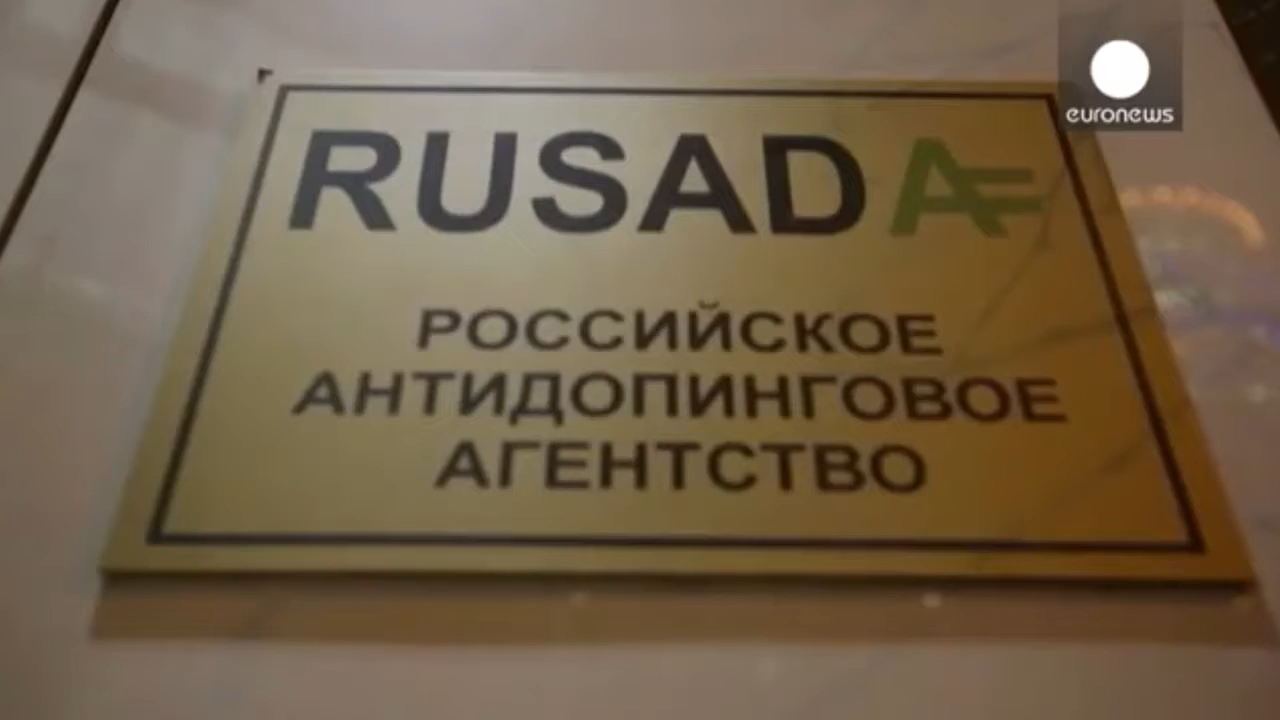 euronews
RUSADA
РОССИЙСКОЕ
АНТИДОПИНГОВОЕ
АГЕНТСТВО